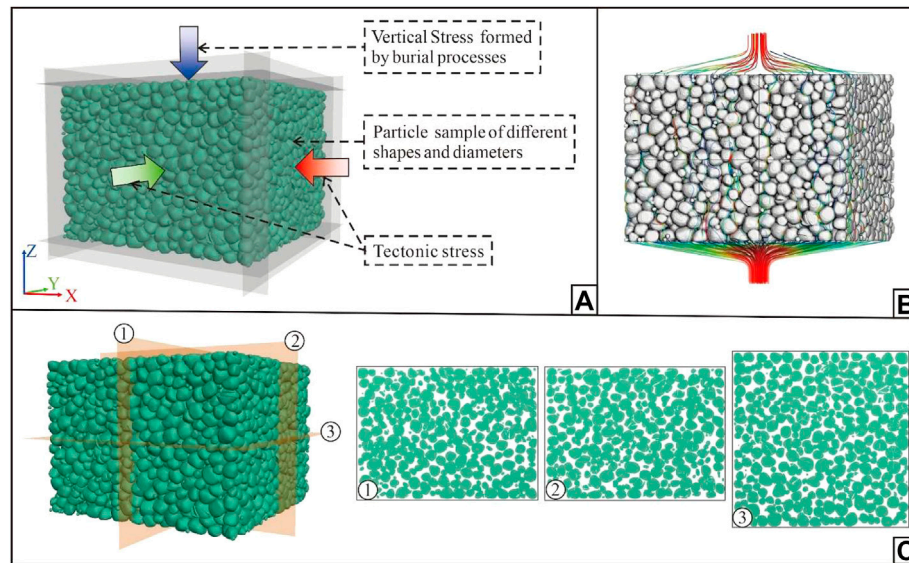 Vertical Stress formed
by burial processes
Particle sample of different
shapes and diameters
Tectonic stress
Z
Y
X
A
B
①
②
③
①
②
③
C